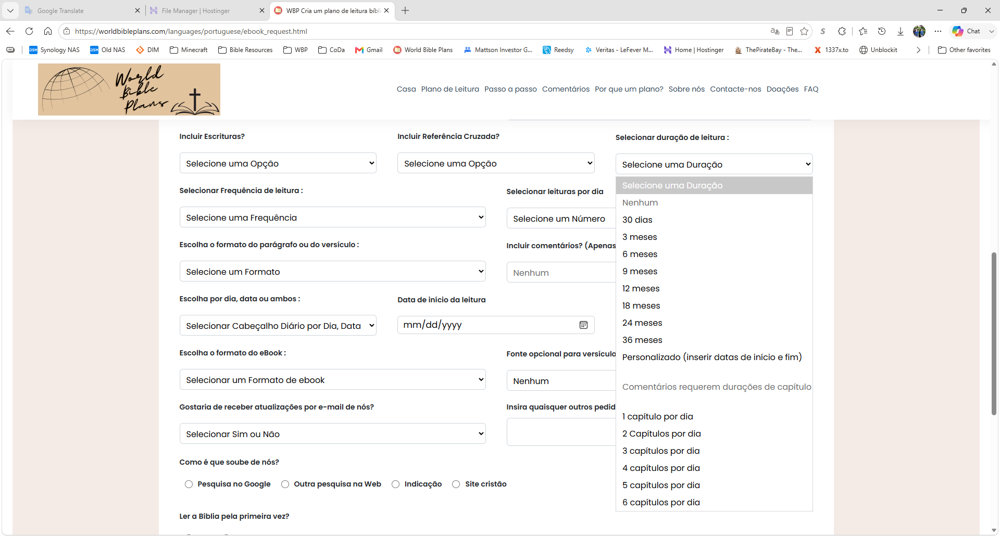 Google Translate
File Manager | Hostinger
WBP Cria um plano de leitura bíbli
https://worldbibleplans.com/languages/portuguese/ebook_request.html
Chat
Synology NAS
Old NAS
DIM
Minecraft
Bible Resources
WBP
CoDa
Gmail
World Bible Plans
Mattson Investor G...
Reedsy
Veritas - LeFever M...
Home | Hostinger
ThePirateBay - The...
1337x.to
Unblockit
Other favorites
World
Bible
Plans
Casa Plano de Leitura Passo a passo Comentários Por que um plano? Sobre nós Contacte-nos Doações FAQ
Incluir Escrituras?
Selecione uma Opção
Incluir Referência Cruzada?
Selecione uma Opção
Selecionar duração de leitura :
Selecione uma Duração
Selecione uma Duração
Nenhum
30 dias
3 meses
6 meses
9 meses
12 meses
18 meses
24 meses
36 meses
Personalizado (inserir datas de início e fim)
Comentários requerem durações de capítulo
1 capítulo por dia
2 Capítulos por dia
3 capítulos por dia
4 capítulos por dia
5 capítulos por dia
6 capítulos por dia
Selecionar Frequência de leitura :
Selecione uma Frequência
Selecionar leituras por dia
Selecione um Número
Escolha o formato do parágrafo ou do versículo :
Selecione um Formato
Incluir comentários? (Apenas
Nenhum
Escolha por dia, data ou ambos :
Selecionar Cabeçalho Diário por Dia, Data
Data de início da leitura
mm/dd/yyyy
Escolha o formato do eBook :
Selecionar um Formato de ebook
Fonte opcional para versículo
Nenhum
Gostaria de receber atualizações por e-mail de nós?
Selecionar Sim ou Não
Insira quaisquer outros pedid
Como é que soube de nós?
Pesquisa no Google
Outra pesquisa na Web
Indicação
Site cristão
Ler a Bíblia pela primeira vez?